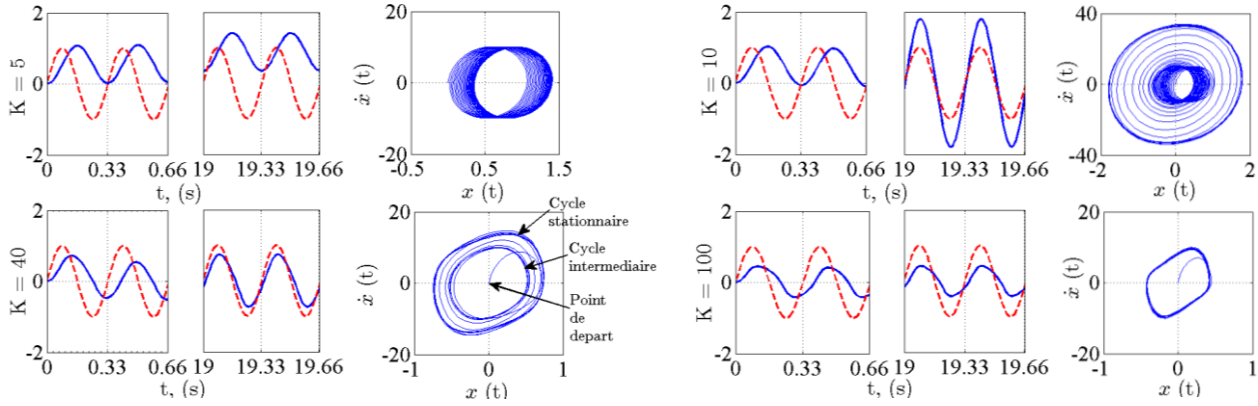 2
0
-2
K = 5
0 0.33 0.66 19 19.33 19.66
t, (s)
20
0
-20
ẋ (t)
-0.5 0.5 1.5
x (t)
2
0
-2
K = 10
0 0.33 0.66 19 19.33 19.66
t, (s)
40
0
-40
ẋ (t)
-2 0 2
x (t)
2
0
-2
K = 40
0 0.33 0.66 19 19.33 19.66
t, (s)
20
0
-20
ẋ (t)
-1 0 1
x (t)
Cycle
stationnaire
Cycle
intermediaire
Point
de
depart
2
0
-2
K = 100
0 0.33 0.66 19 19.33 19.66
t, (s)
20
0
-20
ẋ (t)
-1 0 1
x (t)